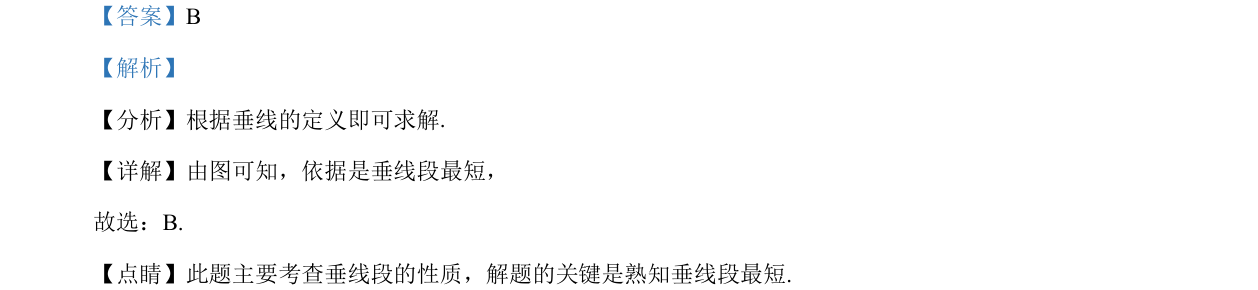 【答案】B
【解析】
【分析】根据垂线的定义即可求解.
【详解】由图可知，依据是垂线段最短，
故选：B.
【点睛】此题主要考查垂线段的性质，解题的关键是熟知垂线段最短.